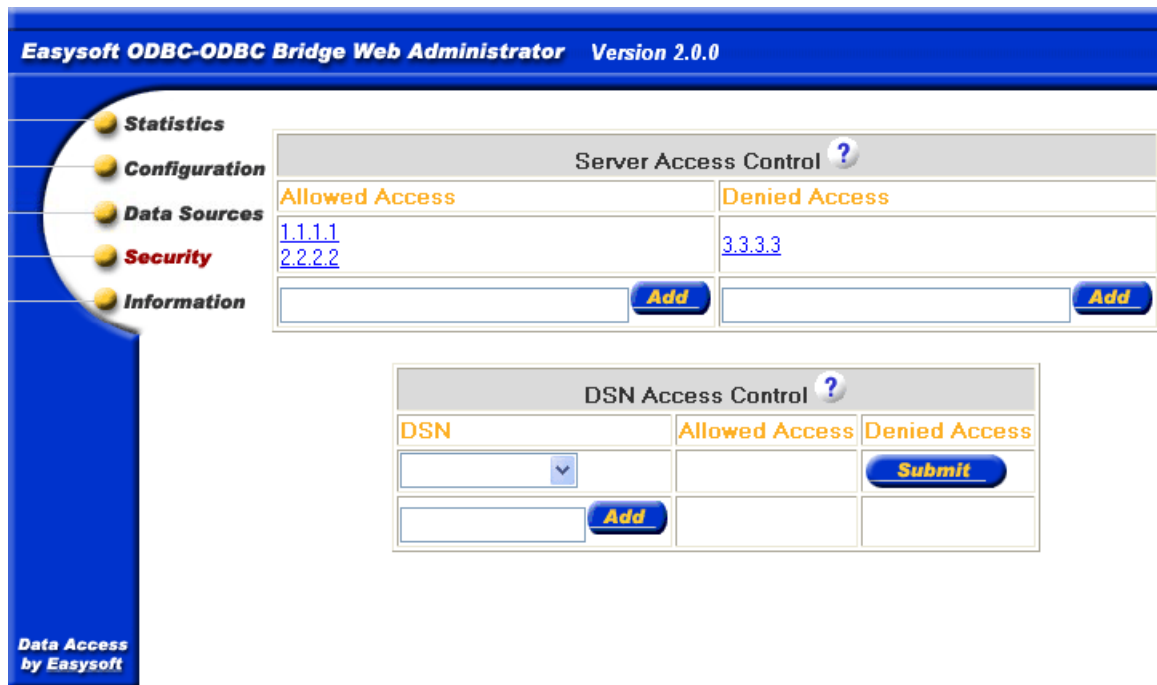 Easysoft ODBC-ODBC Bridge Web Administrator Version 2.0.0
Statistics
Configuration
Data Sources
Security
Information
Server Access Control ?
Allowed Access Denied Access
1.1.1.1
2.2.2.2
3.3.3.3
Add Add
DSN Access Control ?
DSN Allowed Access Denied Access
Submit
Add
Data Access
by Easysoft